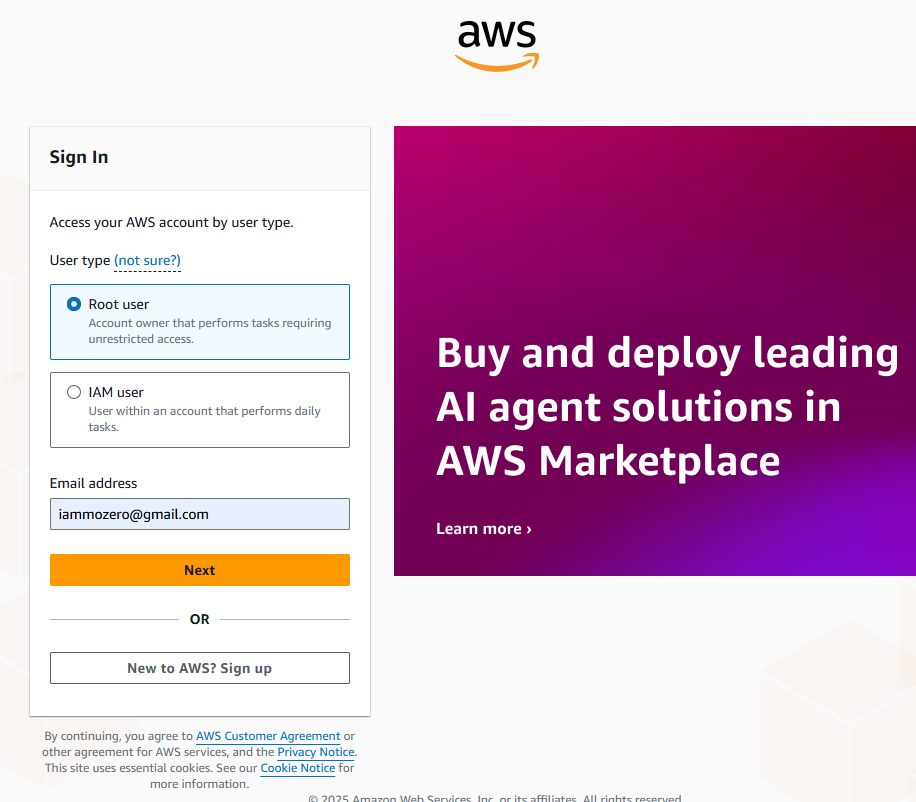 aws
Sign In
Access your AWS account by user type.
User type (not sure?)
Root user
Account owner that performs tasks requiring
unrestricted access.
IAM user
User within an account that performs daily
tasks.
Email address
iammozero@gmail.com
Next
OR
New to AWS? Sign up
By continuing, you agree to AWS Customer Agreement or
other agreement for AWS services, and the Privacy Notice.
This site uses essential cookies. See our Cookie Notice for
more information.
Buy and deploy leading
AI agent solutions in
AWS Marketplace
Learn more ›
© 2025 Amazon Web Services, Inc. or its affiliates. All rights reserved.